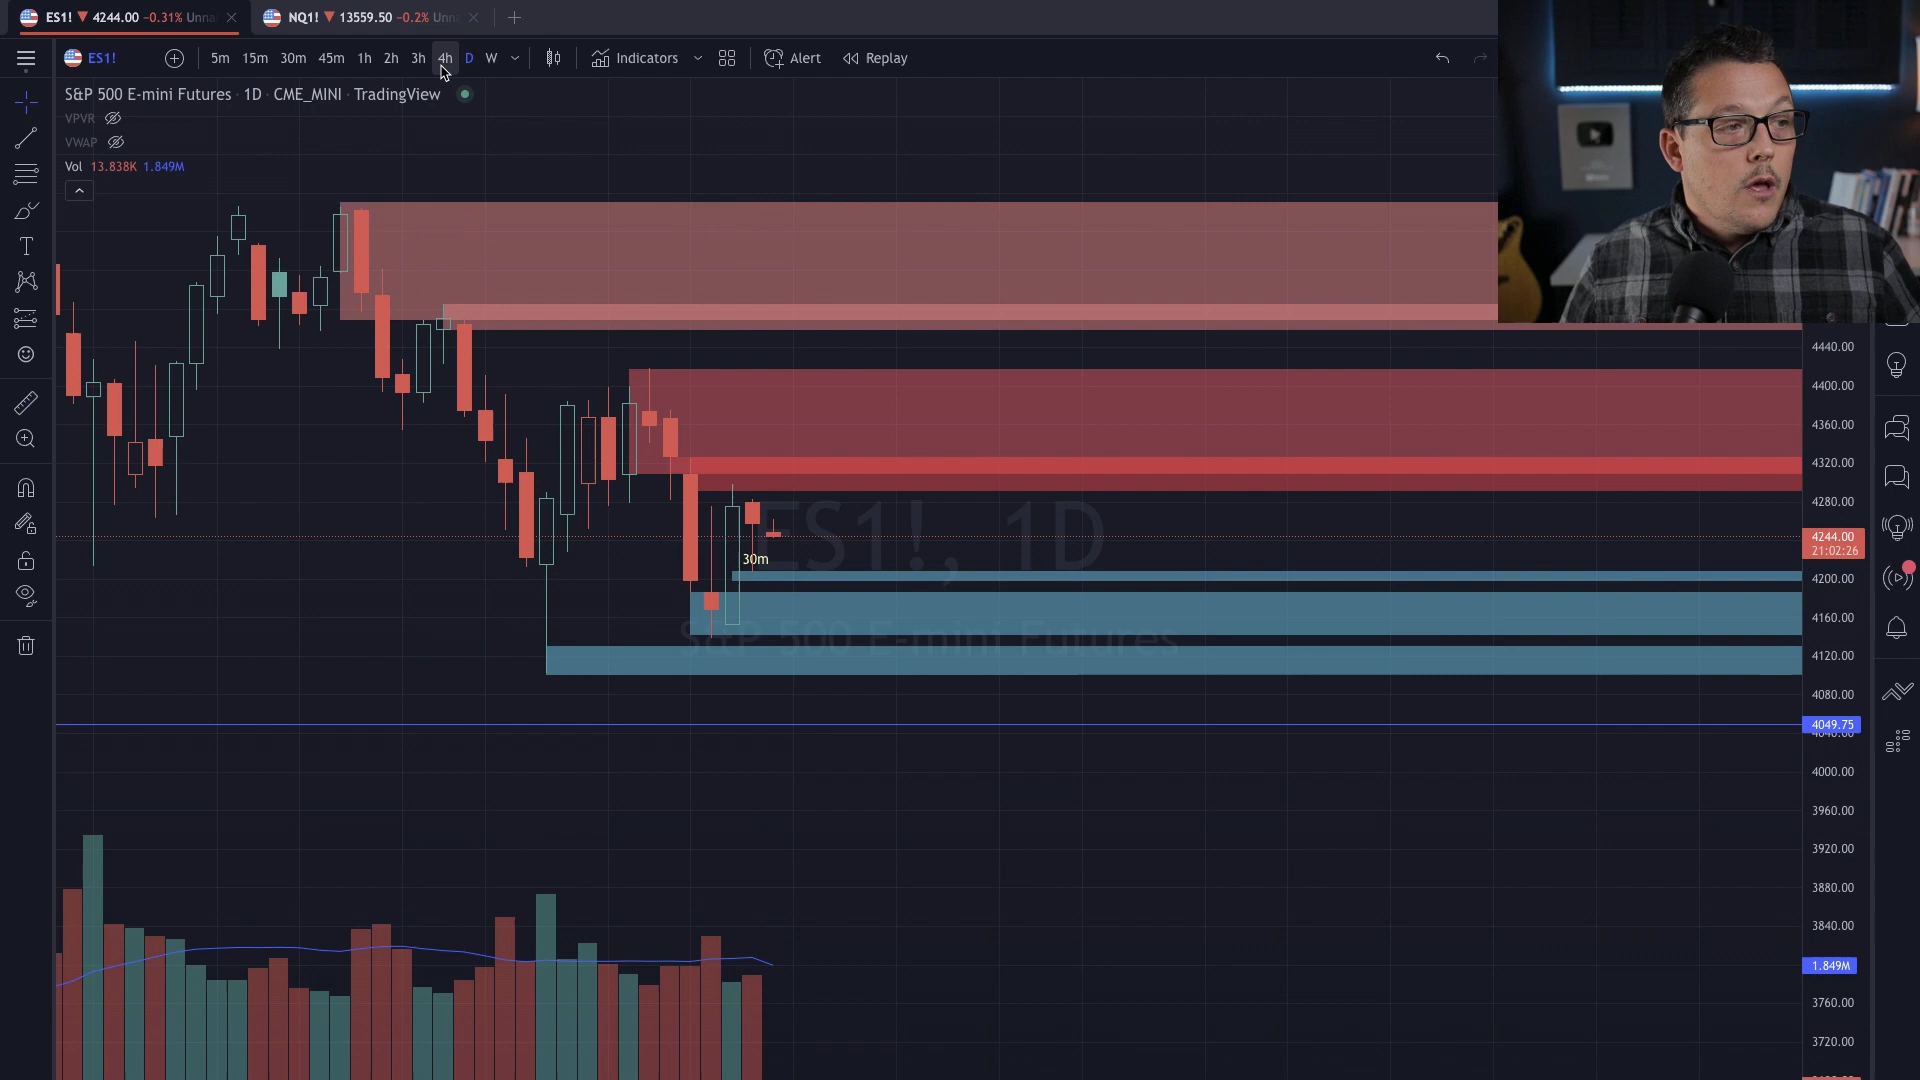 ES1! ▼ 4244.00 −0.31% Unna
NQ1! ▼ 13559.50 −0.2% Unn
ES1!
5m 15m 30m 45m 1h 2h 3h 4h D W
Indicators
Alert
Replay
S&P 500 E-mini Futures · 1D · CME_MINI · TradingView
VPVR
VWAP
Vol 13.838K 1.849M
4440.00
4400.00
4360.00
4320.00
4280.00
ES1!, 1D
4244.00
21:02:26
30m
4200.00
4160.00
S&P 500 E-mini Futures
4120.00
4080.00
4049.75
4040.00
4000.00
3960.00
3920.00
3880.00
3840.00
1.849M
3760.00
3720.00